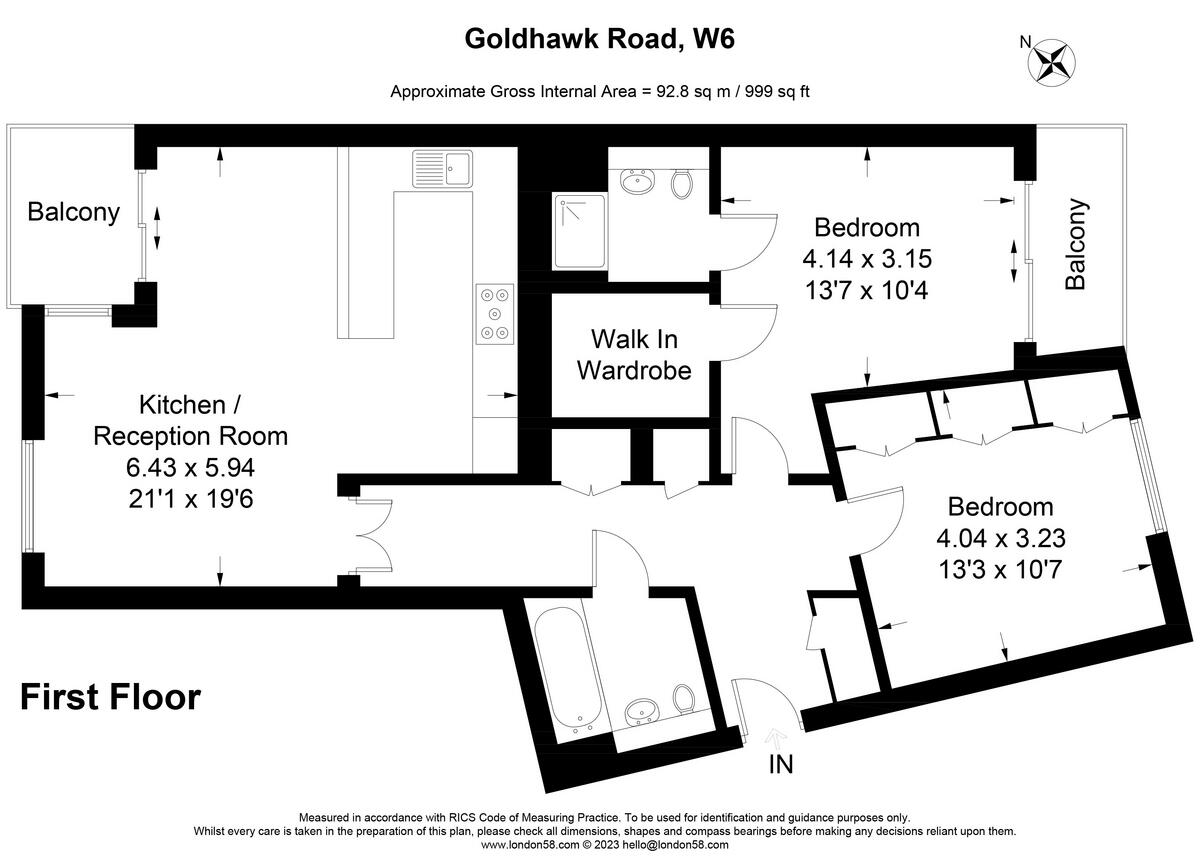 Goldhawk Road, W6
N
Approximate Gross Internal Area = 92.8 sq m / 999 sq ft
Balcony
Bedroom
4.14 x 3.15
13'7 x 10'4
Balcony
Walk In
Wardrobe
Kitchen /
Reception Room
6.43 x 5.94
21'1 x 19'6
Bedroom
4.04 x 3.23
13'3 x 10'7
First Floor
IN
Measured in accordance with RICS Code of Measuring Practice. To be used for identification and guidance purposes only.
Whilst every care is taken in the preparation of this plan, please check all dimensions, shapes and compass bearings before making any decisions reliant upon them.
www.london58.com © 2023 hello@london58.com